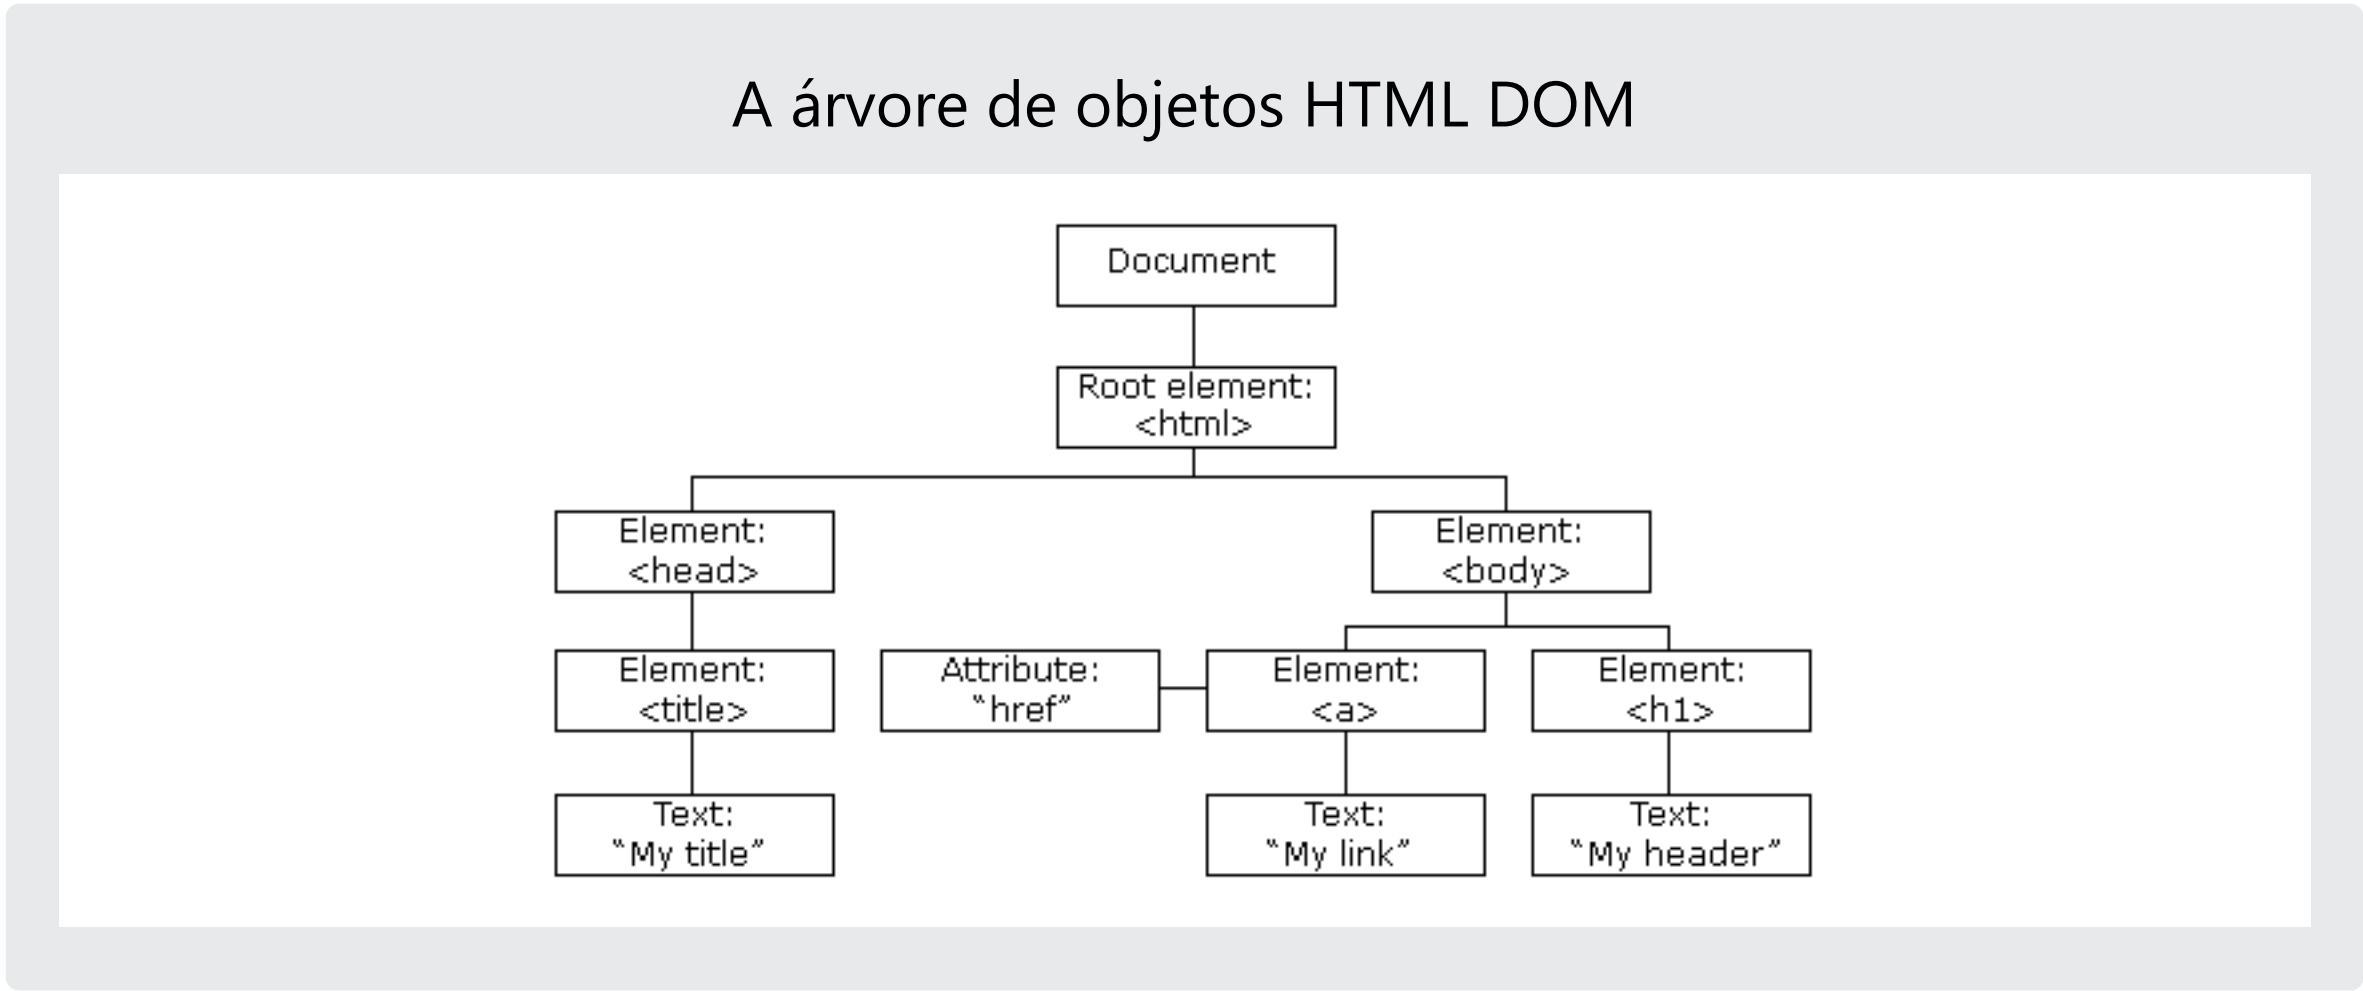 A árvore de objetos HTML DOM
Document
Root element:
<html>
Element:
<head>
Element:
<body>
Element:
<title>
Attribute:
“href”
Element:
<a>
Element:
<h1>
Text:
“My title”
Text:
“My link”
Text:
“My header”